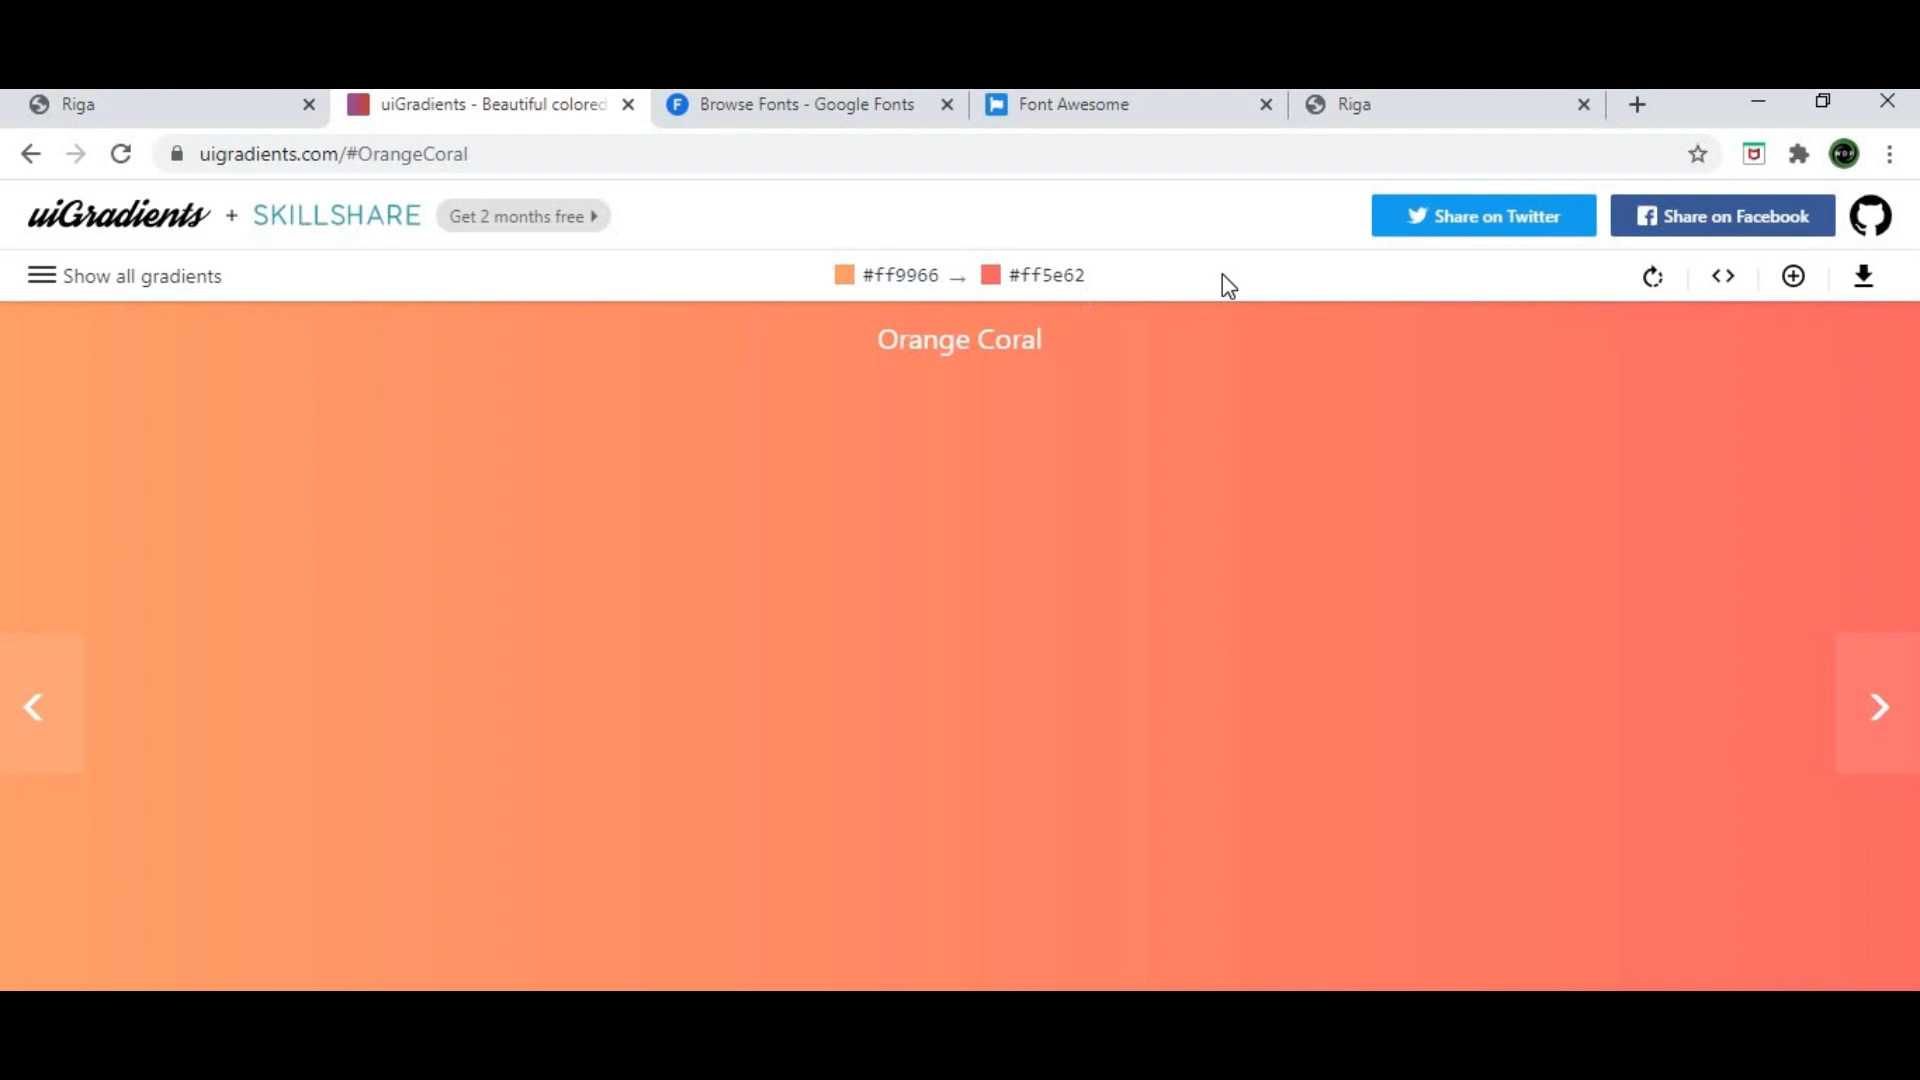 Riga
uiGradients - Beautiful colored
Browse Fonts - Google Fonts
Font Awesome
Riga
uigradients.com/#OrangeCoral
uiGradients + SKILLSHARE Get 2 months free
Share on Twitter
Share on Facebook
Show all gradients
#ff9966 → #ff5e62
Orange Coral